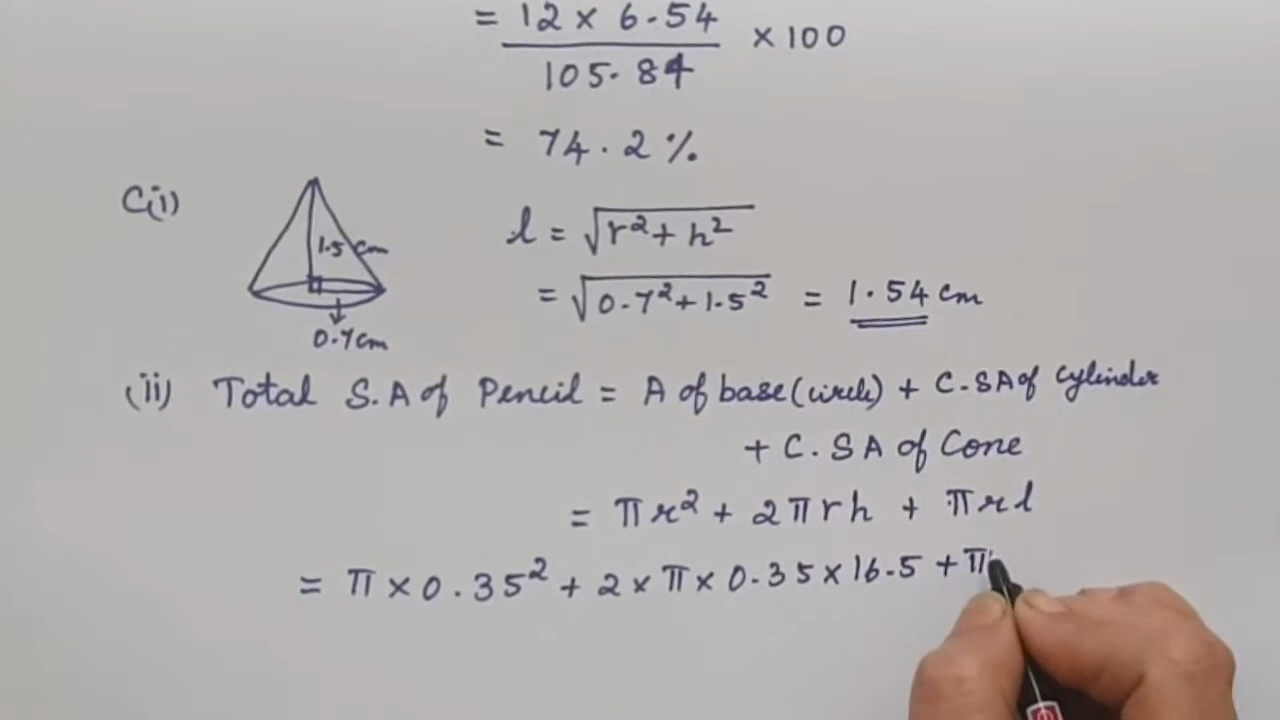 = 12 × 6.54 / 105.84 × 100
= 74.2 %
C(i)
1.5 cm
0.7cm
l = √r²+h²
= √0.7²+1.5² = 1.54 cm
(ii) Total S.A of Pencil = A of base (circle) + C.SA of Cylinder
+ C.SA of Cone
= πr² + 2πrh + πrl
= π × 0.35² + 2 × π × 0.35 × 16.5 + π